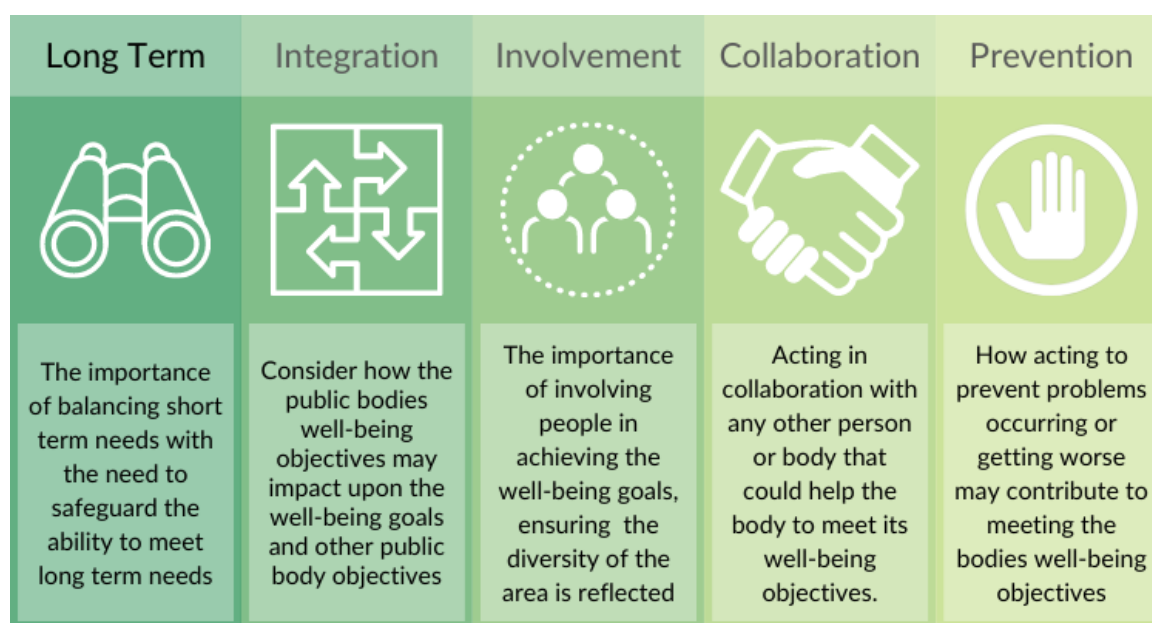 Long Term
The importance
of balancing short
term needs with
the need to
safeguard the
ability to meet
long term needs
Integration
Consider how the
public bodies
well-being
objectives may
impact upon the
well-being goals
and other public
body objectives
Involvement
The importance
of involving
people in
achieving the
well-being goals,
ensuring the
diversity of the
area is reflected
Collaboration
Acting in
collaboration with
any other person
or body that
could help the
body to meet its
well-being
objectives.
Prevention
How acting to
prevent problems
occurring or
getting worse
may contribute to
meeting the
bodies well-being
objectives